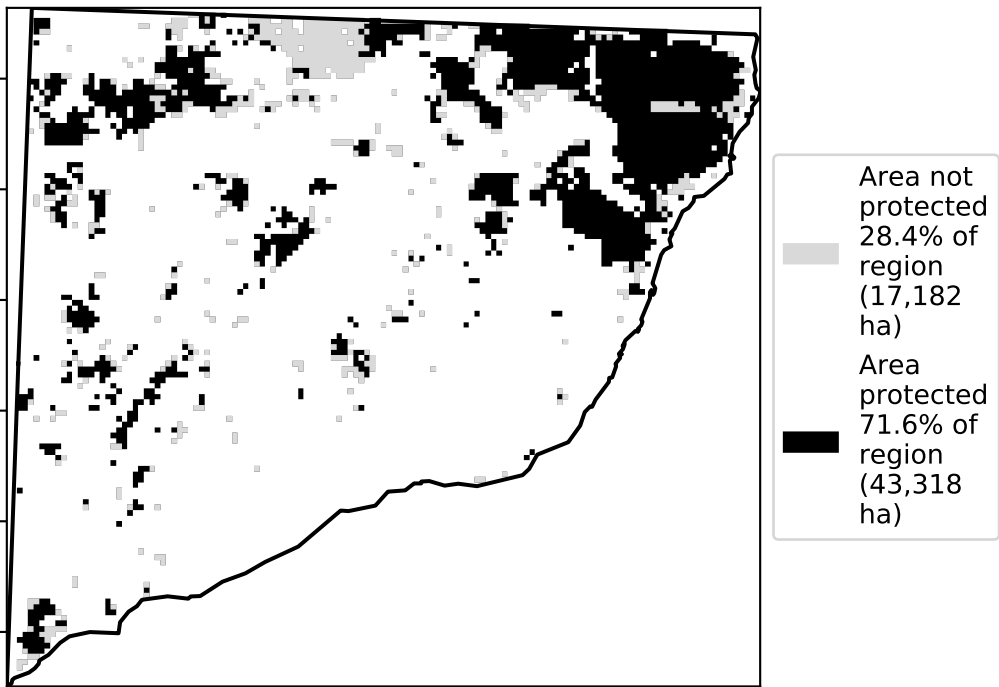 Area not
protected
28.4% of
region
(17,182
ha)
Area
protected
71.6% of
region
(43,318
ha)